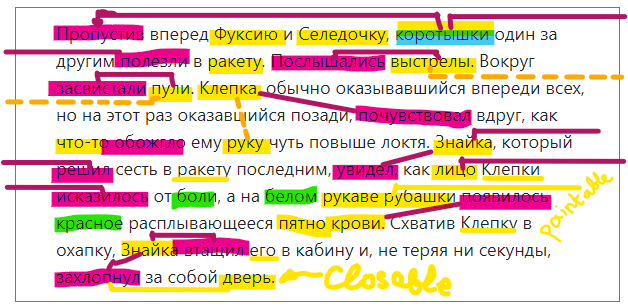 Пропустив вперед Фуксию и Селедочку, коротышки один за
другим полезли в ракету. Послышались выстрелы. Вокруг
засвистали пули. Клепка, обычно оказывавшийся впереди всех,
но на этот раз оказавшийся позади, почувствовал вдруг, как
что-то обожгло ему руку чуть повыше локтя. Знайка, который
решил сесть в ракету последним, увидел, как лицо Клепки
исказилось от боли, а на белом рукаве рубашки появилось
красное расплывающееся пятно крови. Схватив Клепку в
paintable
охапку, Знайка втащил его в кабину и, не теряя ни секунды,
захлопнул за собой дверь. Closable